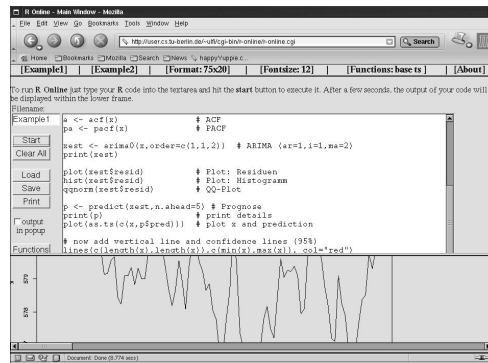 R Online - Main Window - Mozilla
File Edit View Go Bookmarks Tools Window Help
http://user.cs.tu-berlin.de/~ulfi/cgi-bin/r-online/r-online.cgi
Search
Home Bookmarks Mozilla Search News happyYuppie.c...
[Example1] | [Example2] | [Format: 75x20] | [Fontsize: 12] | [Functions: base ts ] | [About]
To run R Online just type your R code into the textarea and hit the start button to execute it. After a few seconds, the output of your code will
be displayed within the lower frame.
Filename:
Example1
Start
Clear All
Load
Save
Print
output
in popup
Functions
a <- acf(x) # ACF
pa <- pacf(x) # PACF
xest <- arima0(x,order=c(1,1,2)) # ARIMA (ar=1,i=1,ma=2)
print(xest)
plot(xest$resid) # Plot: Residuen
hist(xest$resid) # Plot: Histogramm
qqnorm(xest$resid) # QQ-Plot
p <- predict(xest,n.ahead=5) # Prognose
print(p) # print details
plot(as.ts(c(x,p$pred))) # plot x and prediction
# now add vertical line and confidence lines (95%)
lines(c(length(x),length(x)),c(min(x),max(x)), col="red")
579
578
Document: Done (8.774 secs)